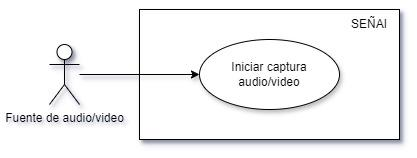 SEÑAI
Iniciar captura
audio/video
Fuente de audio/video